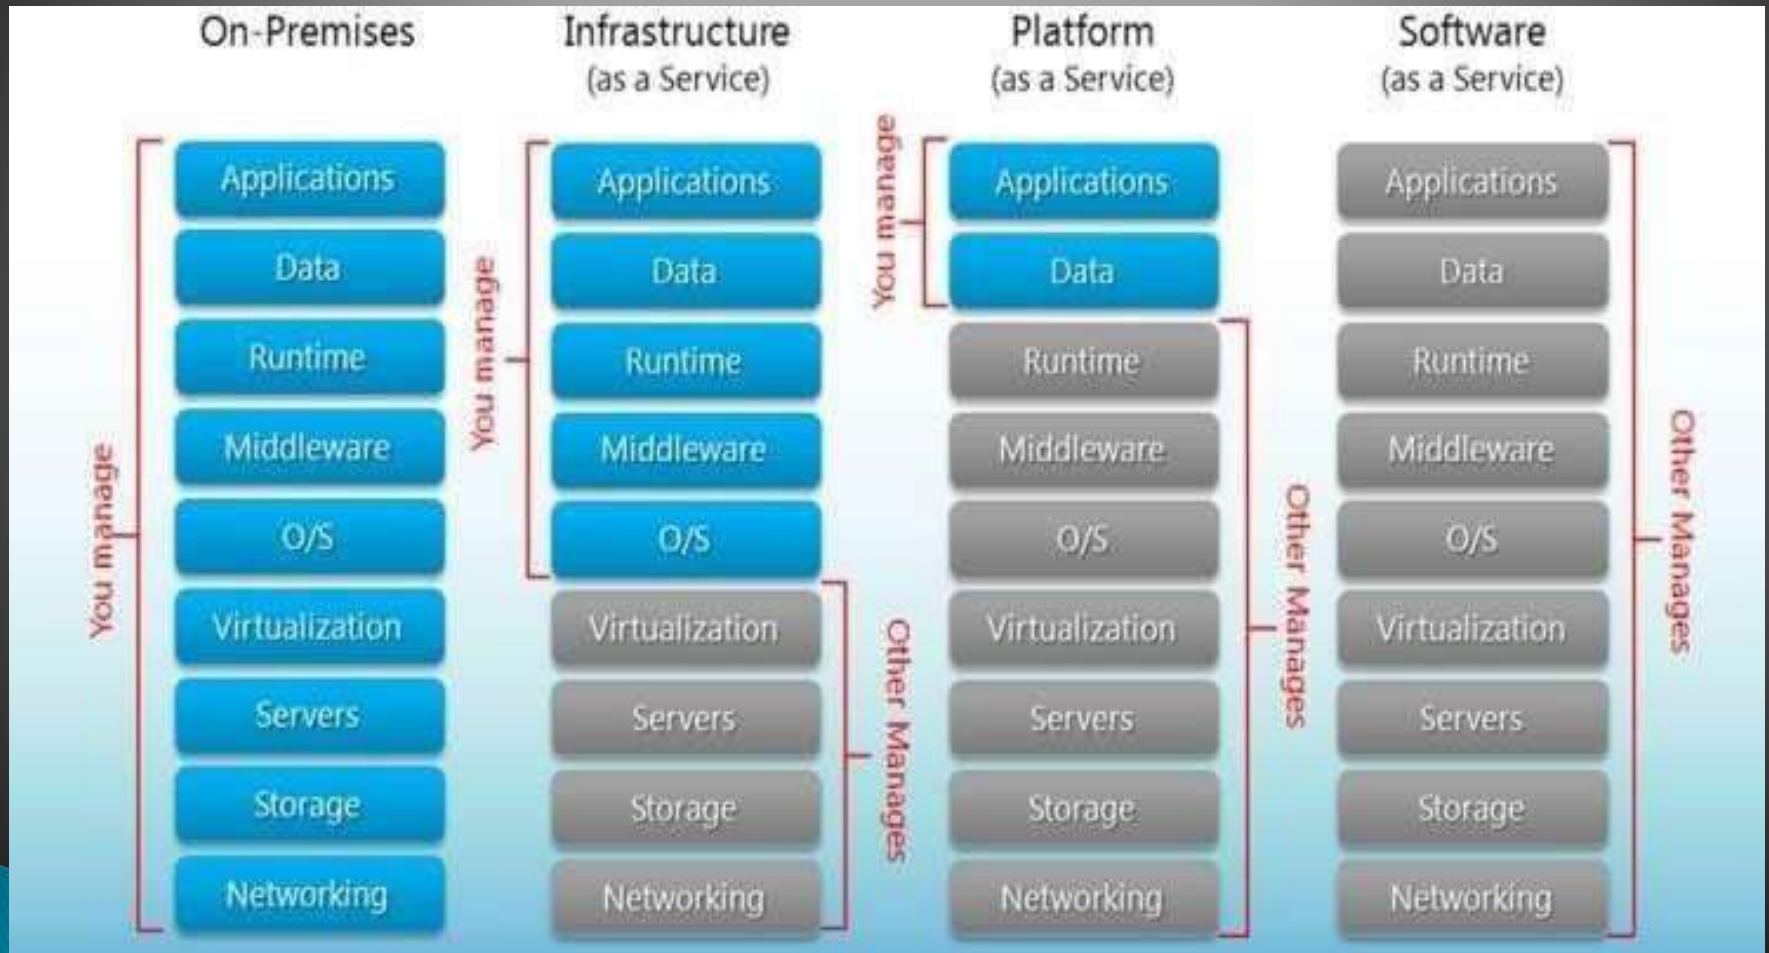 On-Premises
You manage
Applications
Data
Runtime
Middleware
O/S
Virtualization
Servers
Storage
Networking
Infrastructure
(as a Service)
You manage
Applications
Data
Runtime
Middleware
O/S
Virtualization
Servers
Storage
Networking
Other Manages
Platform
(as a Service)
You manage
Applications
Data
Runtime
Middleware
O/S
Virtualization
Servers
Storage
Networking
Other Manages
Software
(as a Service)
Applications
Data
Runtime
Middleware
O/S
Virtualization
Servers
Storage
Networking
Other Manages